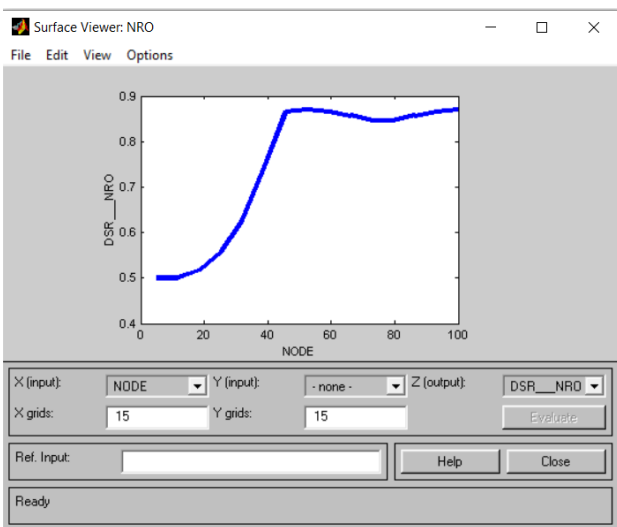 Surface Viewer: NRO
File Edit View Options
0.9
0.8
0.7
0.6
0.5
0.4
DSR___NRO
0 20 40 60 80 100
NODE
X (input): NODE Y (input): - none - Z (output): DSR___NRO
X grids: 15 Y grids: 15 Evaluate
Ref. Input: Help Close
Ready